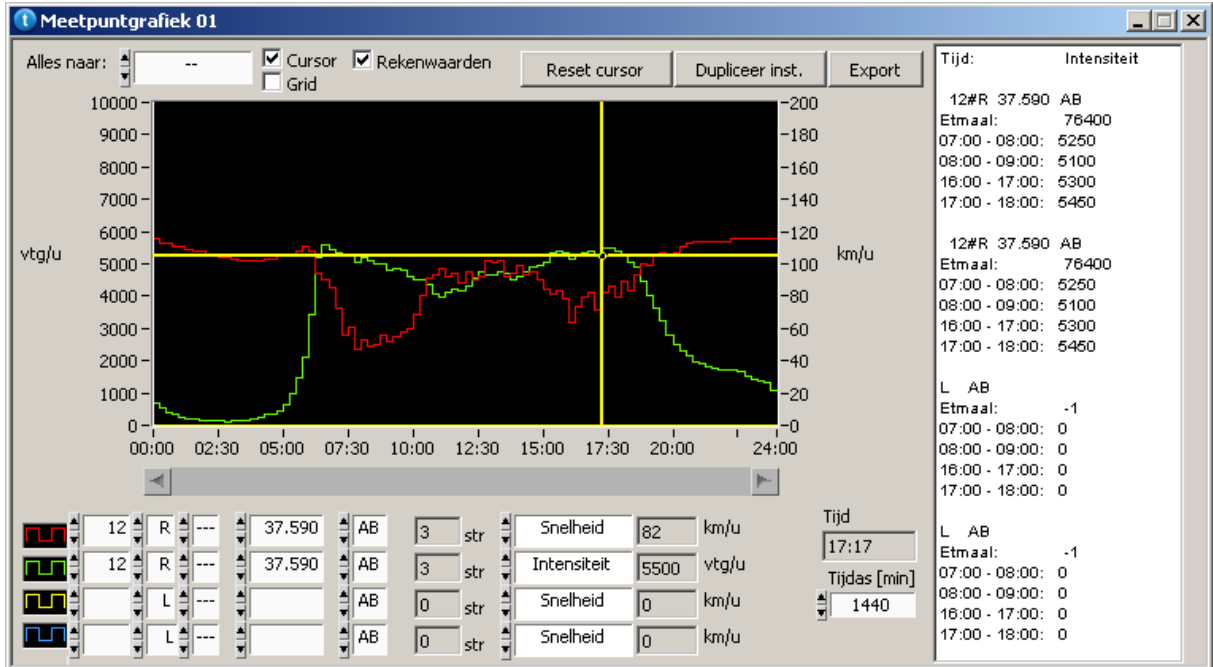 Meetpuntgrafiek 01
Alles naar: -- Cursor Rekenwaarden Reset cursor Dupliceer inst. Export
Grid
10000 200
9000 180
8000 160
7000 140
6000 120
vtg/u km/u
5000 100
4000 80
3000 60
2000 40
1000 20
0 0
00:00 02:30 05:00 07:30 10:00 12:30 15:00 17:30 20:00 24:00
12 R --- 37.590 AB 3 str Snelheid 82 km/u
12 R --- 37.590 AB 3 str Intensiteit 5500 vtg/u
L --- AB 0 str Snelheid 0 km/u
L --- AB 0 str Snelheid 0 km/u
Tijd
17:17
Tijdas [min]
1440
Tijd: Intensiteit
12#R 37.590 AB
Etmaal: 76400
07:00 - 08:00: 5250
08:00 - 09:00: 5100
16:00 - 17:00: 5300
17:00 - 18:00: 5450
12#R 37.590 AB
Etmaal: 76400
07:00 - 08:00: 5250
08:00 - 09:00: 5100
16:00 - 17:00: 5300
17:00 - 18:00: 5450
L AB
Etmaal: -1
07:00 - 08:00: 0
08:00 - 09:00: 0
16:00 - 17:00: 0
17:00 - 18:00: 0
L AB
Etmaal: -1
07:00 - 08:00: 0
08:00 - 09:00: 0
16:00 - 17:00: 0
17:00 - 18:00: 0